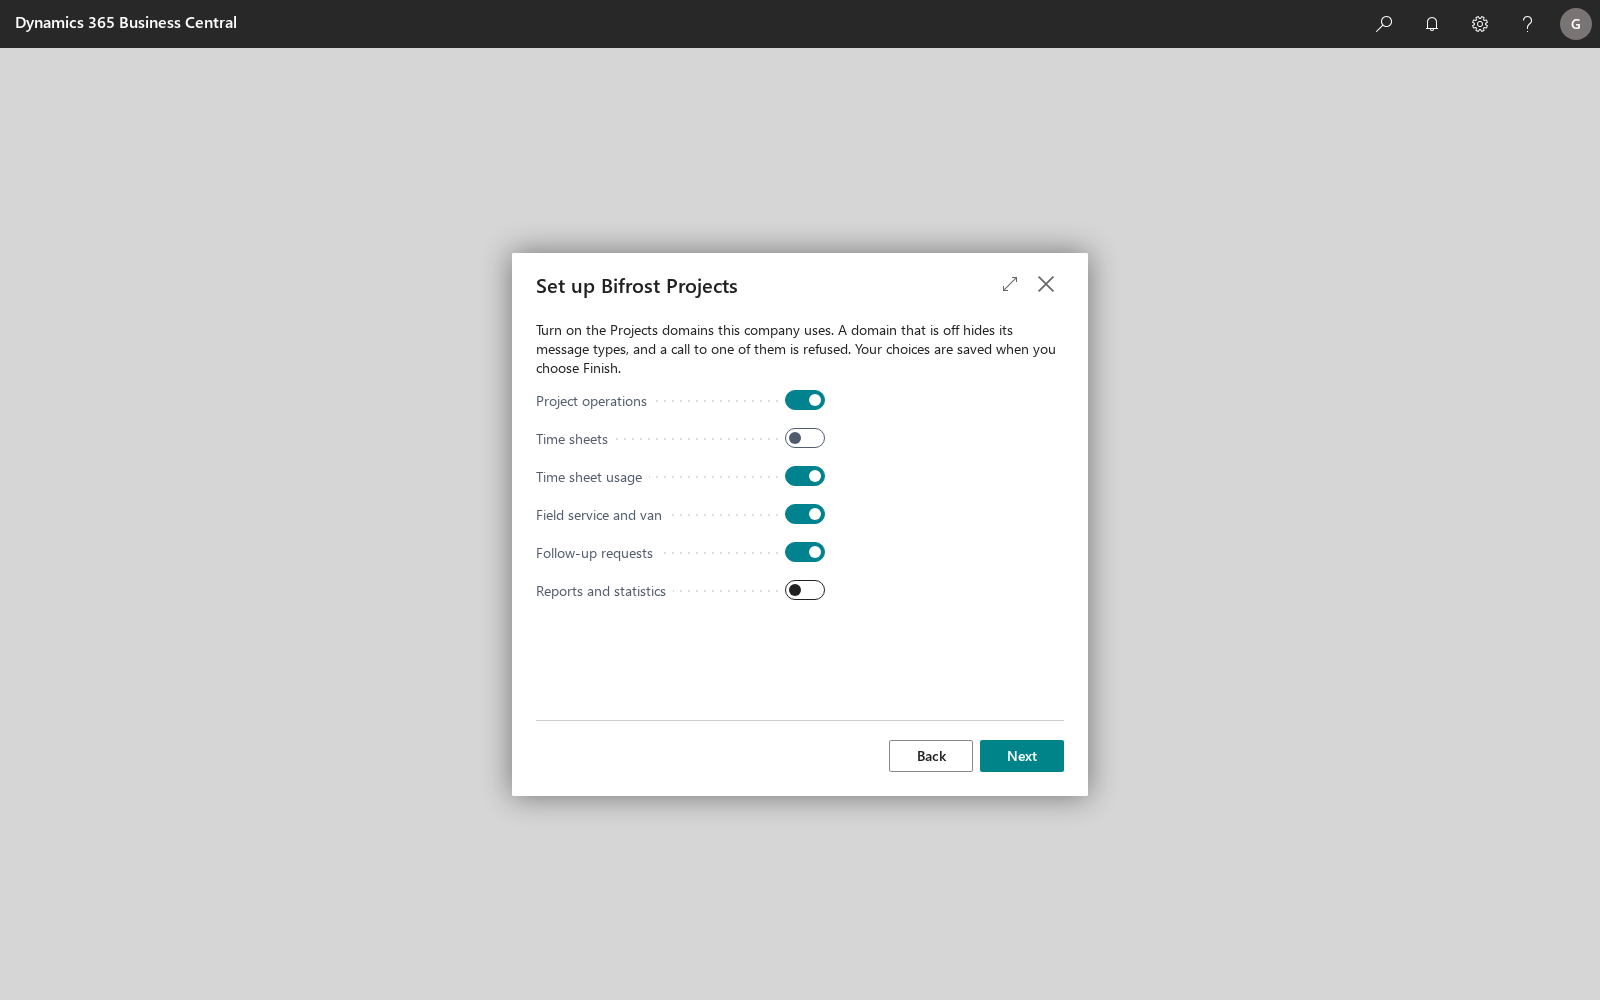 Dynamics 365 Business Central
G
Set up Bifrost Projects
Turn on the Projects domains this company uses. A domain that is off hides its
message types, and a call to one of them is refused. Your choices are saved when you
choose Finish.
Project operations
Time sheets
Time sheet usage
Field service and van
Follow-up requests
Reports and statistics
Back
Next